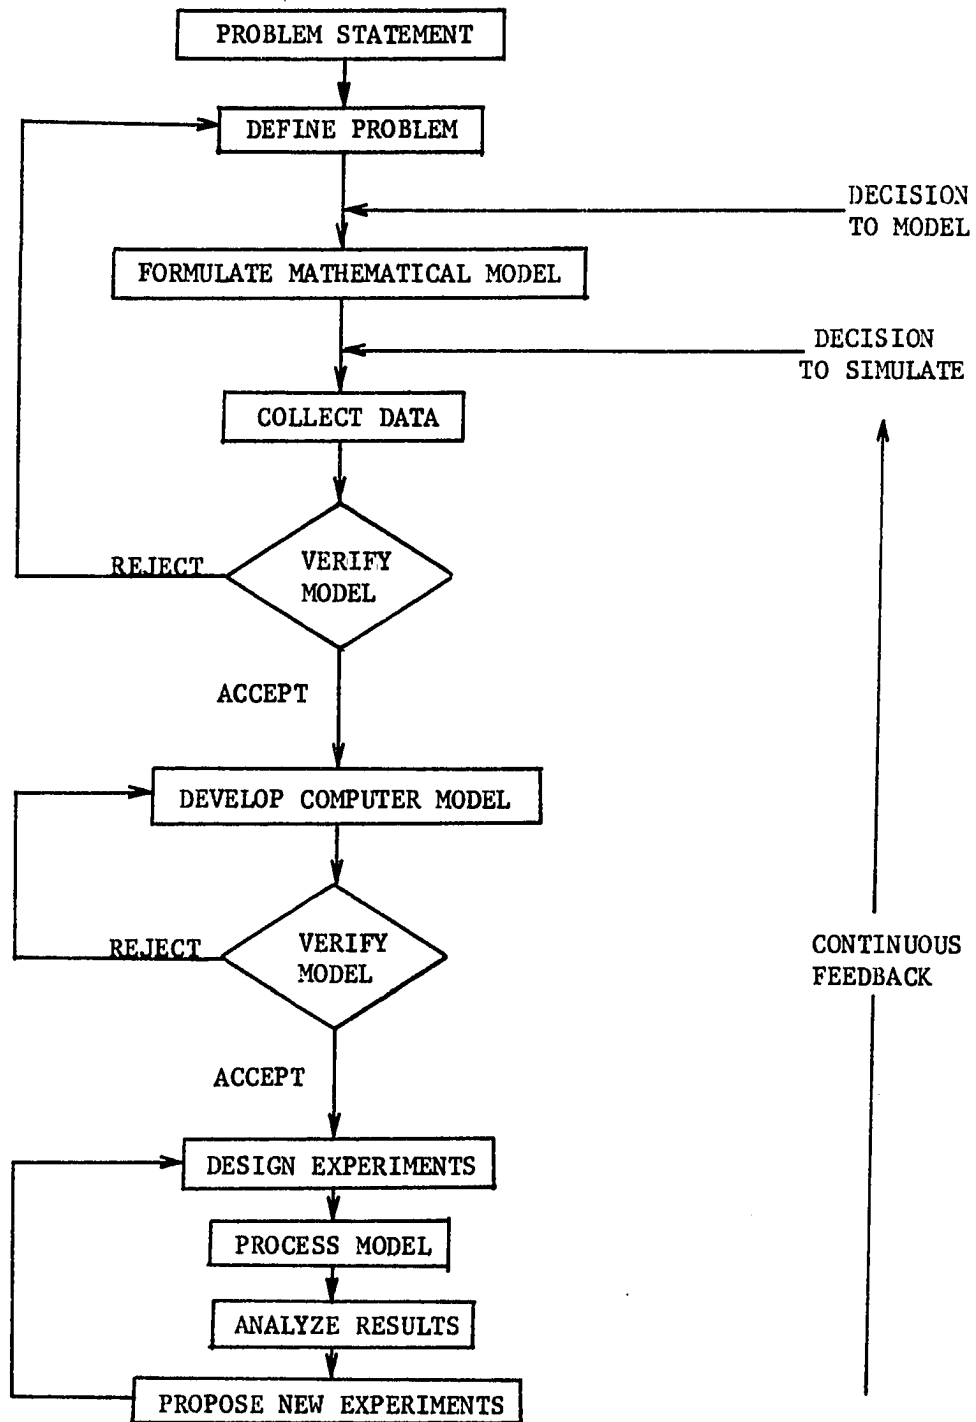 PROBLEM STATEMENT
DEFINE PROBLEM
DECISION
TO MODEL
FORMULATE MATHEMATICAL MODEL
DECISION
TO SIMULATE
COLLECT DATA
REJECT
VERIFY
MODEL
ACCEPT
DEVELOP COMPUTER MODEL
REJECT
VERIFY
MODEL
CONTINUOUS
FEEDBACK
ACCEPT
DESIGN EXPERIMENTS
PROCESS MODEL
ANALYZE RESULTS
PROPOSE NEW EXPERIMENTS